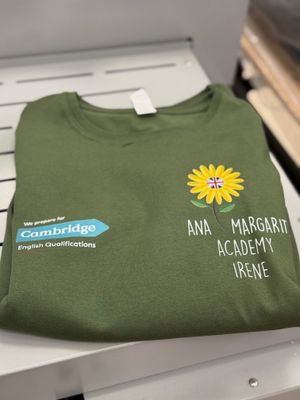 We prepare for
Cambridge
English Qualifications
ANA MARGARIT
ACADEMY
IRENE